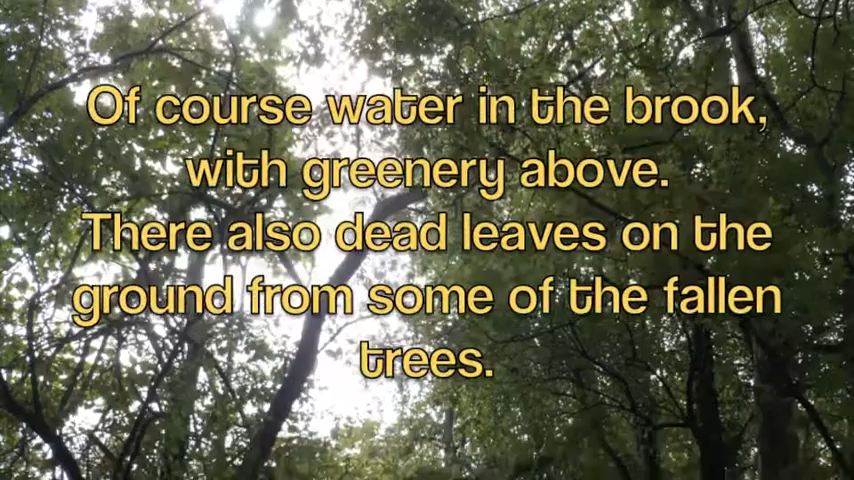 Of course water in the brook,
with greenery above.
There also dead leaves on the
ground from some of the fallen
trees.